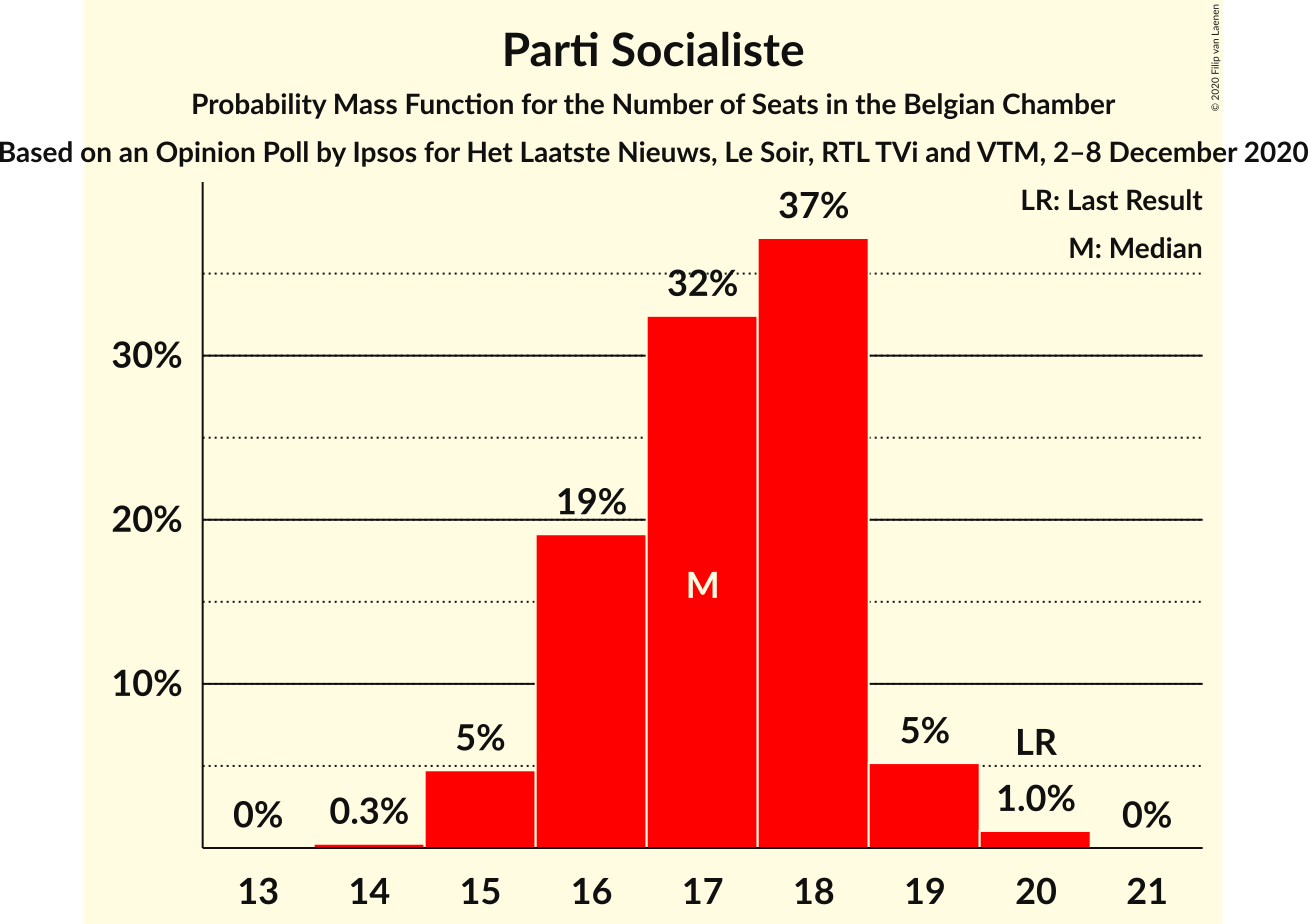 Parti Socialiste
Probability Mass Function for the Number of Seats in the Belgian Chamber
Based on an Opinion Poll by Ipsos for Het Laatste Nieuws, Le Soir, RTL TVi and VTM, 2–8 December 2020
© 2020 Filip van Laenen
LR: Last Result
M: Median
37%
32%
30%
19%
20%
M
10%
5%
5%
LR
0%
0.3%
1.0%
0%
13 14 15 16 17 18 19 20 21